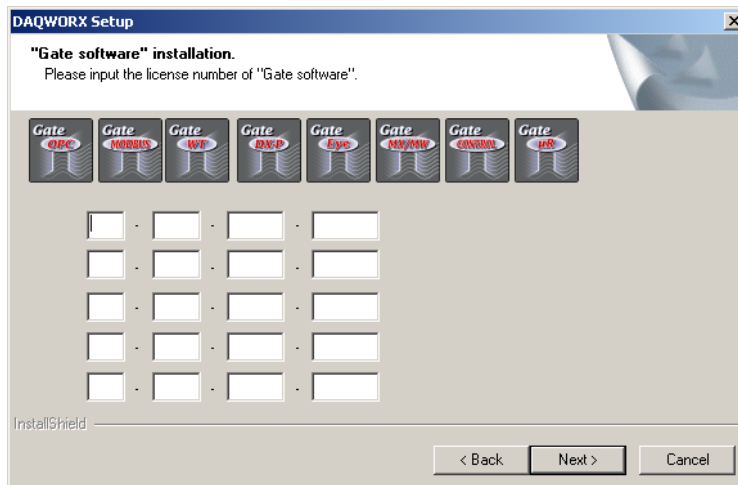 DAQWORX Setup
"Gate software" installation.
Please input the license number of "Gate software".
Gate Gate Gate Gate Gate Gate Gate Gate
OPC MODBUS WT DX-P Eye MX/MW CONTROL µR
- - -
- - -
- - -
- - -
- - -
InstallShield
< Back Next > Cancel